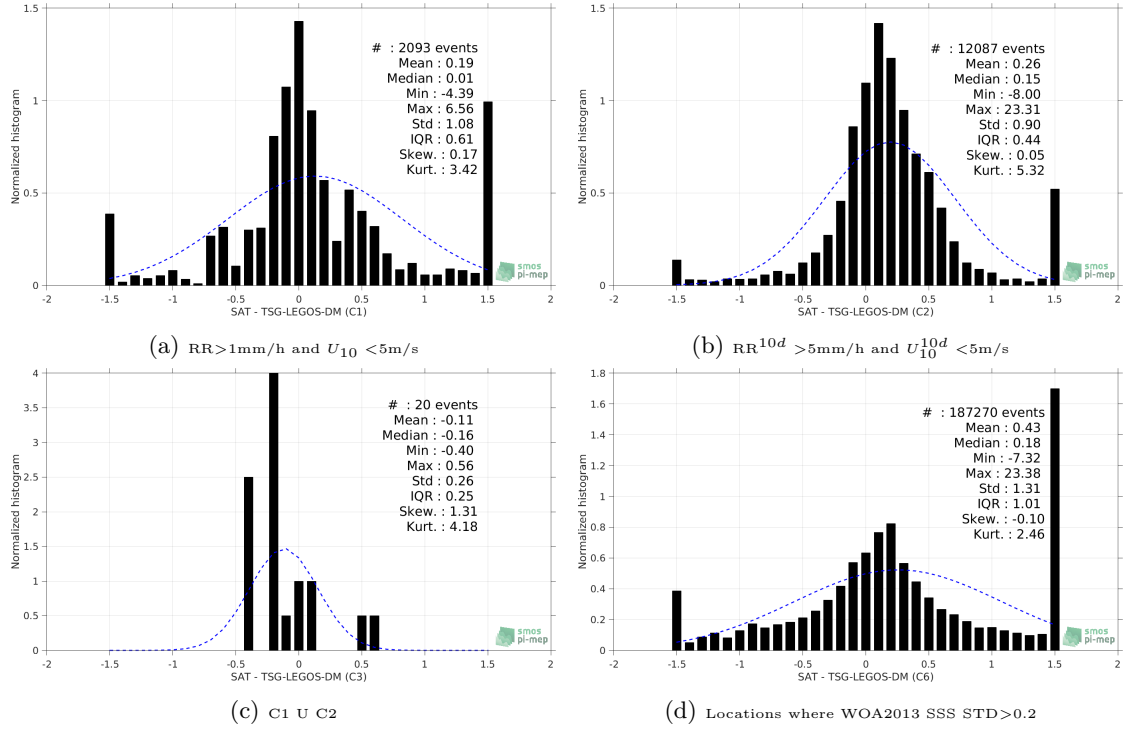 1.5
1
0.5
0
-2
-1.5
-1
-0.5
0
0.5
1
1.5
2
Normalized histogram
SAT - TSG-LEGOS-DM (C1)
# : 2093 events
Mean : 0.19
Median : 0.01
Min : -4.39
Max : 6.56
Std : 1.08
IQR : 0.61
Skew. : 0.17
Kurt. : 3.42
smos
pi-mep
(a) RR>1mm/h and U10 <5m/s
1.5
1
0.5
0
-2
-1.5
-1
-0.5
0
0.5
1
1.5
2
Normalized histogram
SAT - TSG-LEGOS-DM (C2)
# : 12087 events
Mean : 0.26
Median : 0.15
Min : -8.00
Max : 23.31
Std : 0.90
IQR : 0.44
Skew. : 0.05
Kurt. : 5.32
smos
pi-mep
(b) RR10d >5mm/h and U10 10d <5m/s
4
3.5
3
2.5
2
1.5
1
0.5
0
-2
-1.5
-1
-0.5
0
0.5
1
1.5
2
Normalized histogram
SAT - TSG-LEGOS-DM (C3)
# : 20 events
Mean : -0.11
Median : -0.16
Min : -0.40
Max : 0.56
Std : 0.26
IQR : 0.25
Skew. : 1.31
Kurt. : 4.18
smos
pi-mep
(c) C1 U C2
1.8
1.6
1.4
1.2
1
0.8
0.6
0.4
0.2
0
-2
-1.5
-1
-0.5
0
0.5
1
1.5
2
Normalized histogram
SAT - TSG-LEGOS-DM (C6)
# : 187270 events
Mean : 0.43
Median : 0.18
Min : -7.32
Max : 23.38
Std : 1.31
IQR : 1.01
Skew. : -0.10
Kurt. : 2.46
smos
pi-mep
(d) Locations where WOA2013 SSS STD>0.2